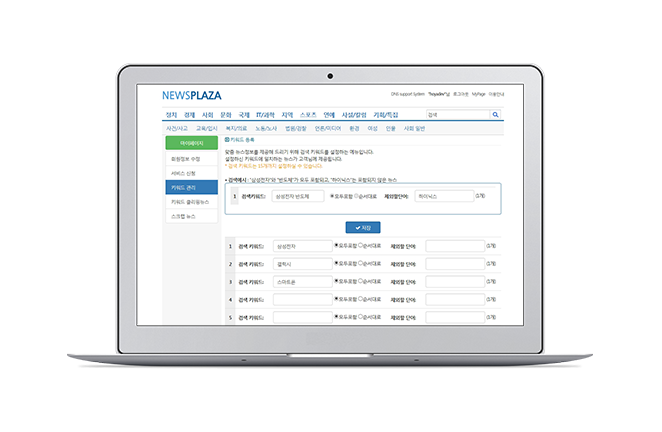 NEWSPLAZA
DNS support System "toyadev"님 로그아웃 MyPage 이용안내
정치 경제 사회 문화 국제 IT/과학 지역 스포츠 연예 사설/칼럼 기획/특집 검색
사건/사고 교육/입시 복지/의료 노동/노사 법원/검찰 언론/미디어 환경 여성 인물 사회 일반
마이페이지
회원정보 수정
서비스 신청
키워드 관리
키워드 클리핑뉴스
스크랩 뉴스
키워드 등록
맞춤 뉴스정보를 제공해 드리기 위해 검색 키워드를 설정하는 메뉴입니다.
설정하신 키워드에 일치하는 뉴스가 고객님께 제공됩니다.
* 검색 키워드는 15개까지 설정하실 수 있습니다.
• 검색예시 : '삼성전자'와 '반도체'가 모두 포함되고, '하이닉스'는 포함되지 않은 뉴스
1 검색키워드: 삼성전자 반도체 모두포함 순서대로 제외할단어: 하이닉스 (1개)
저장
1 검색 키워드: 삼성전자 모두포함 순서대로 제외할 단어: (1개)
2 검색 키워드: 갤럭시 모두포함 순서대로 제외할 단어: (1개)
3 검색 키워드: 스마트폰 모두포함 순서대로 제외할 단어: (1개)
4 검색 키워드: 모두포함 순서대로 제외할 단어: (1개)
5 검색 키워드: 모두포함 순서대로 제외할 단어: (1개)